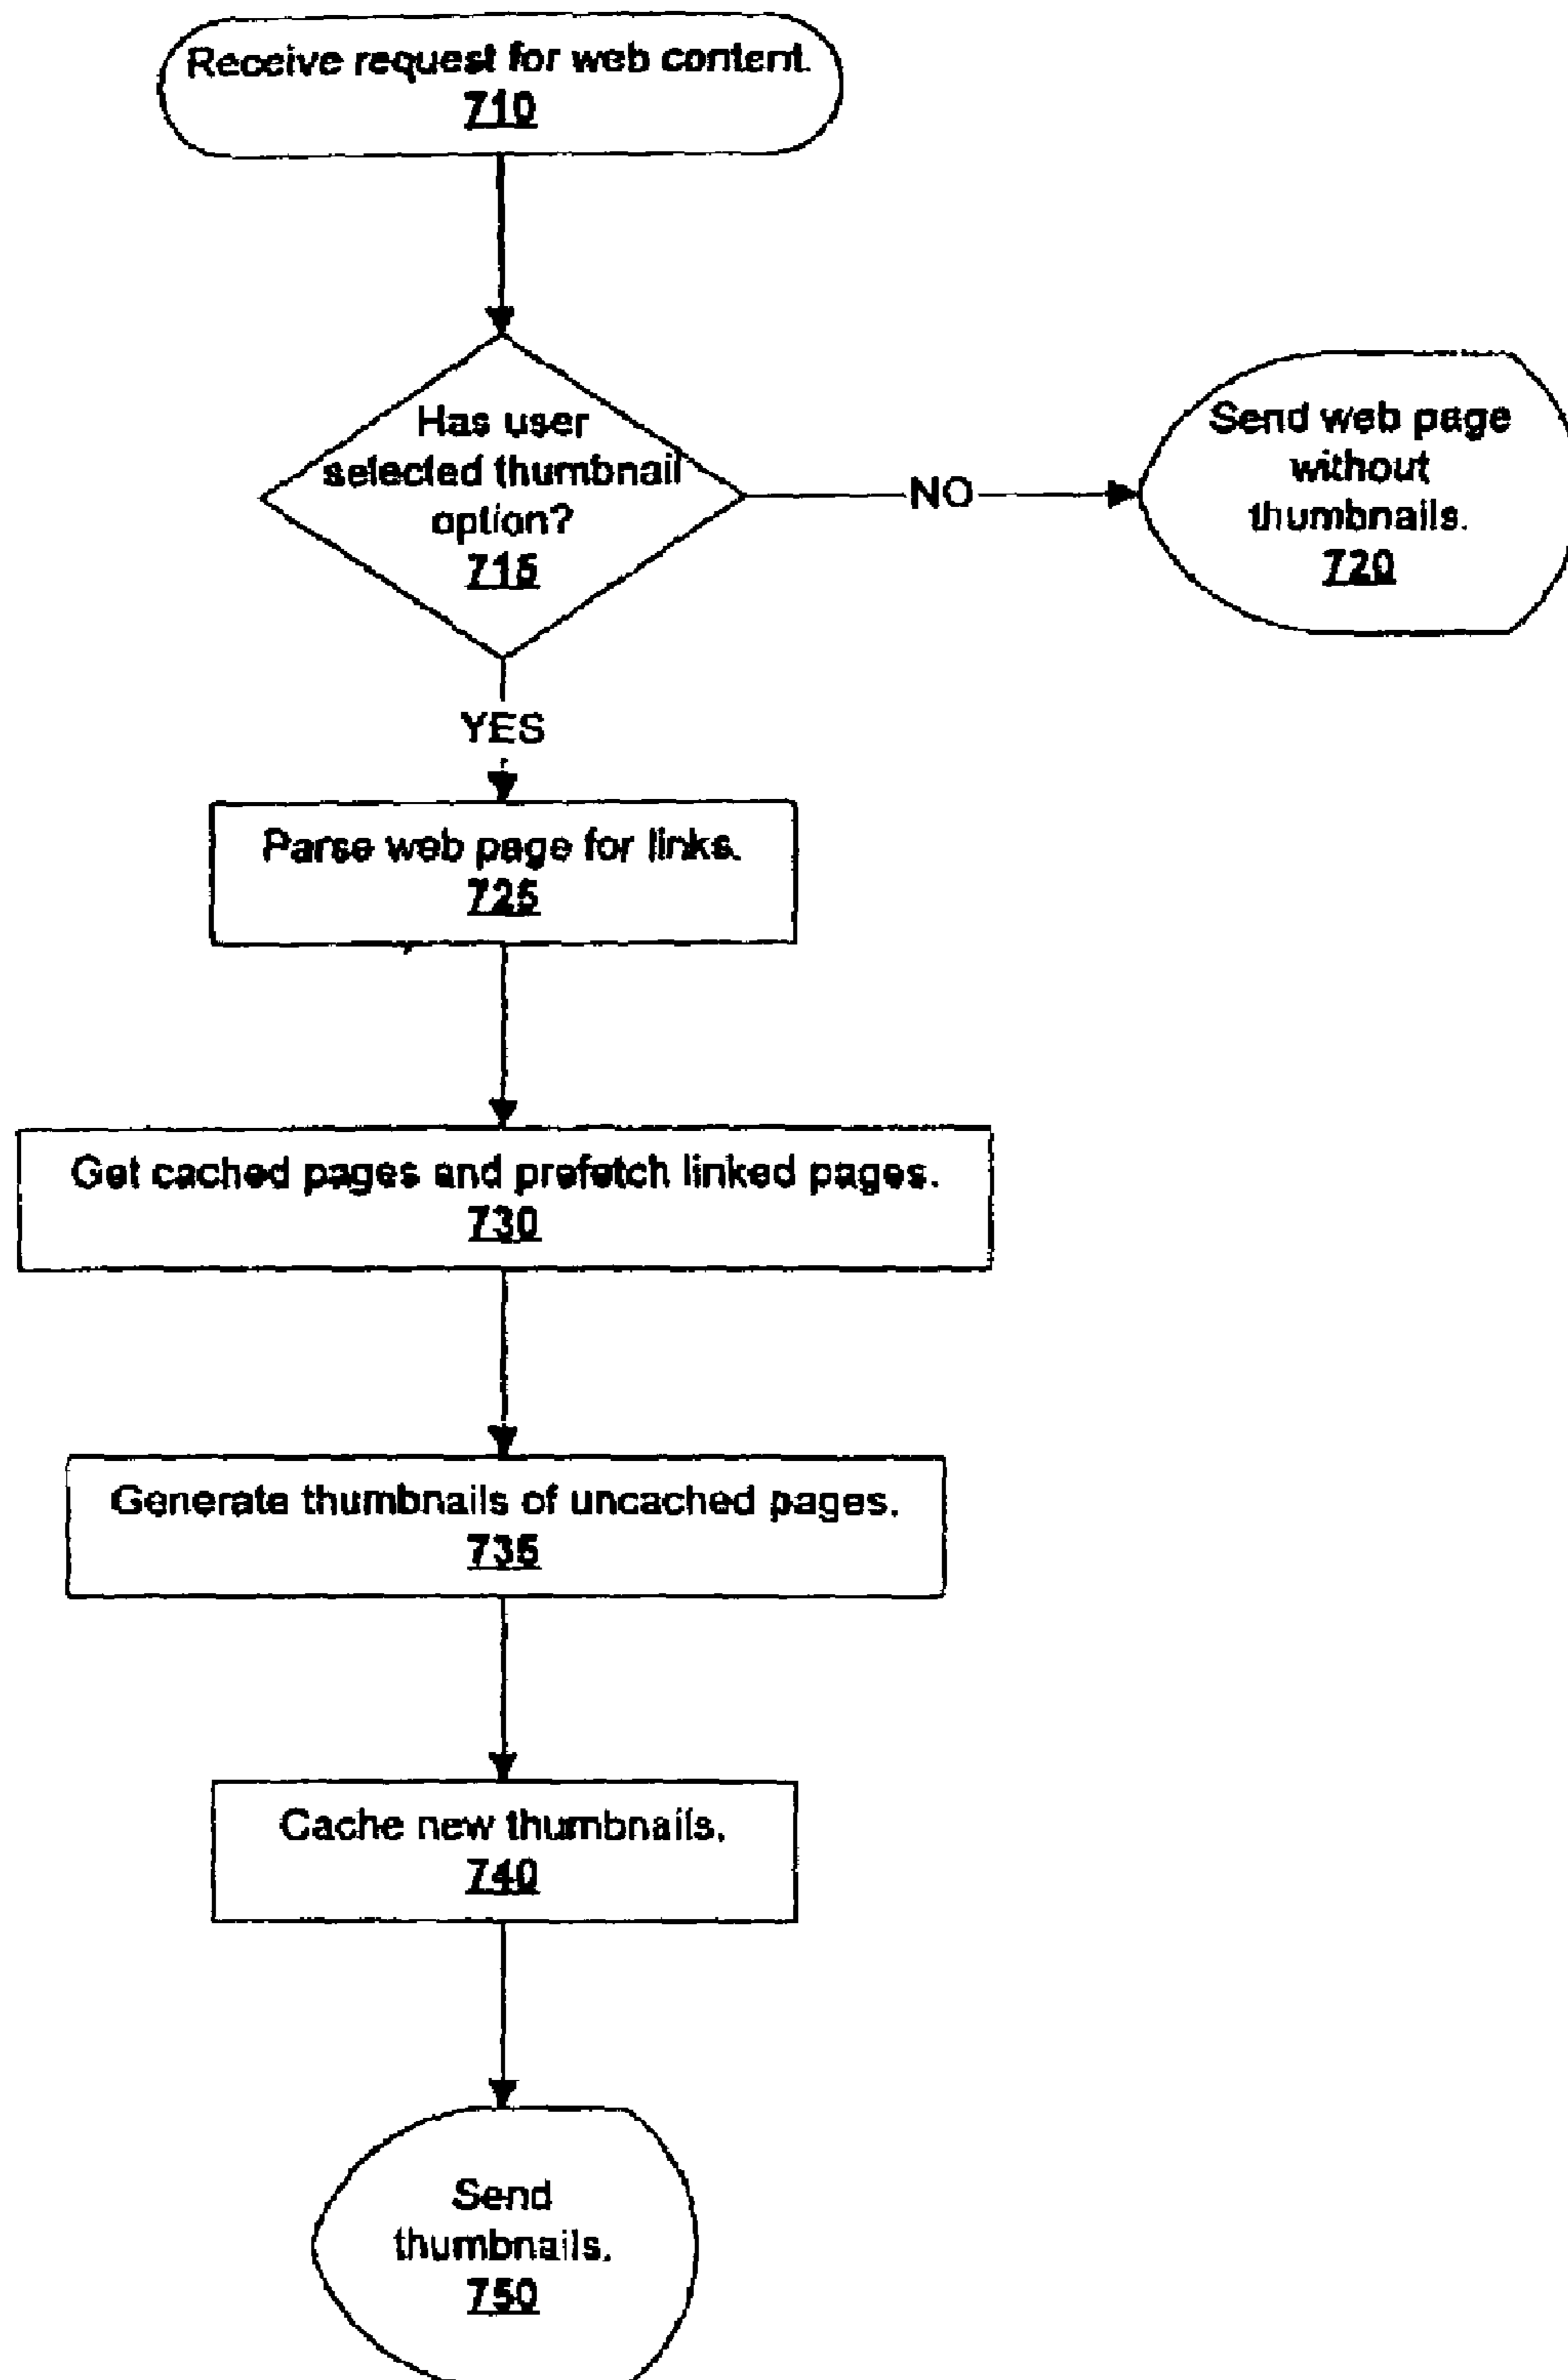 Receive request for web content.
710
Has user
selected thumbnail
option?
715
NO
Send web page
without
thumbnails.
720
YES
Parse web page for links.
725
Get cached pages and prefetch linked pages.
730
Generate thumbnails of uncached pages.
735
Cache new thumbnails.
740
Send
thumbnails.
750